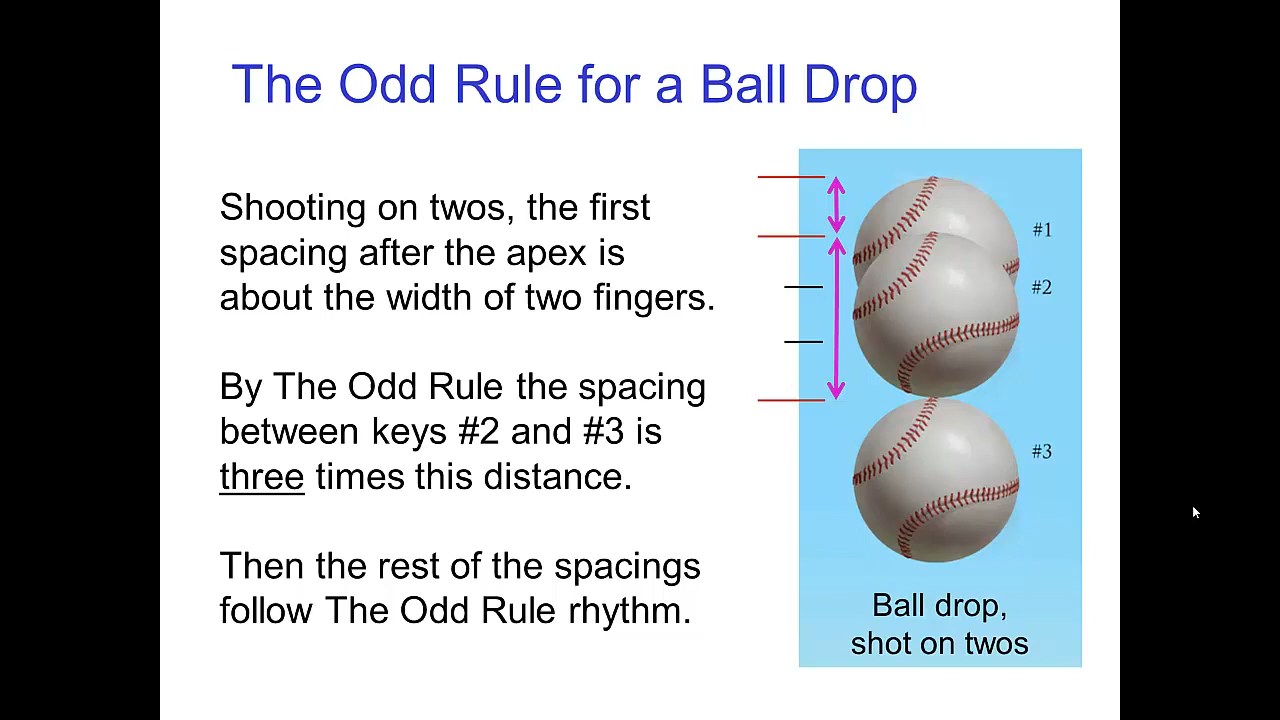 The Odd Rule for a Ball Drop
Shooting on twos, the first
spacing after the apex is
about the width of two fingers.
By The Odd Rule the spacing
between keys #2 and #3 is
three times this distance.
Then the rest of the spacings
follow The Odd Rule rhythm.
#1
#2
#3
Ball drop,
shot on twos